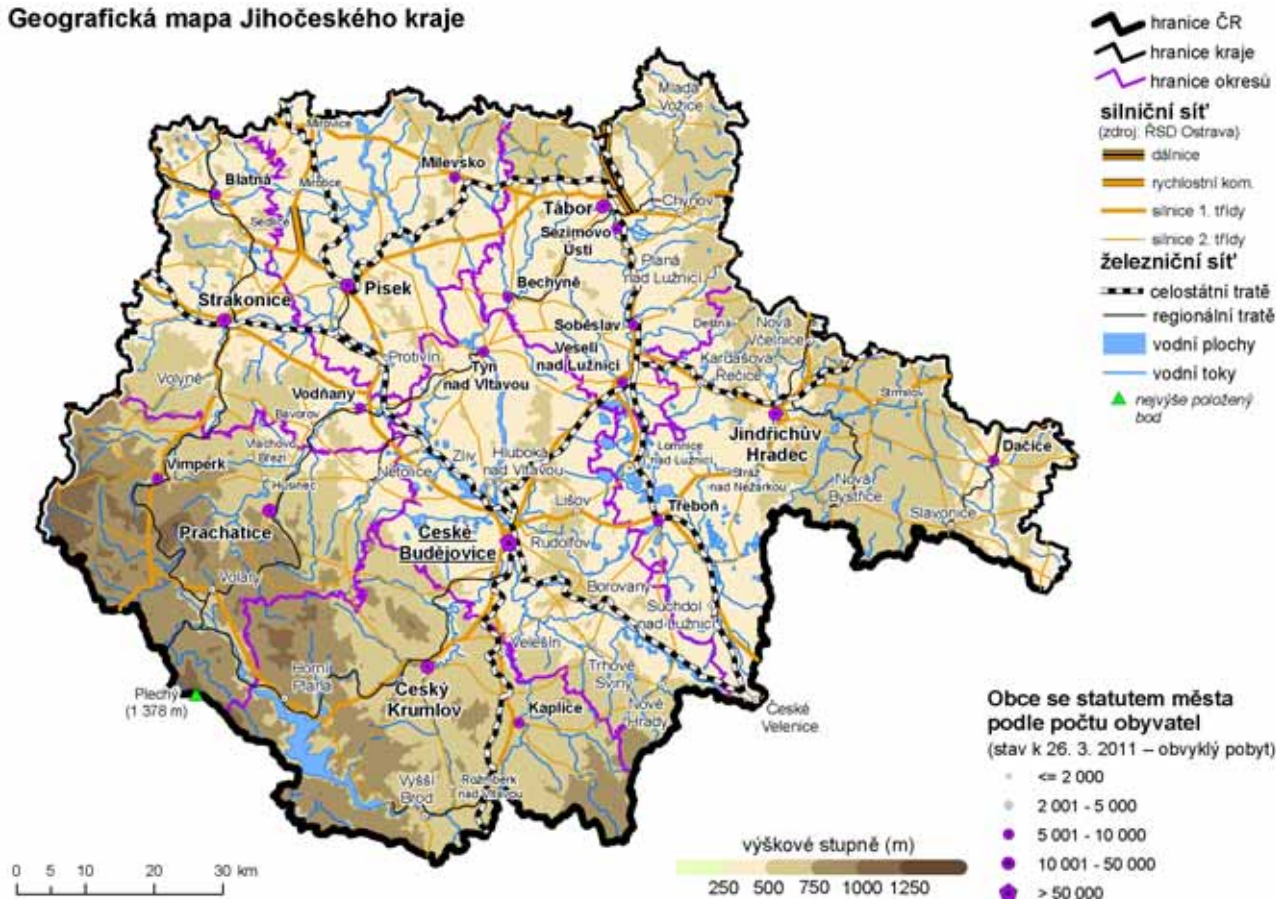 Geografická mapa Jihočeského kraje
hranice ČR
hranice kraje
hranice okresů
silniční síť
(zdroj: ŘSD Ostrava)
dálnice
rychlostní kom.
silnice 1. třídy
silnice 2. třídy
železniční síť
celostátní tratě
regionální tratě
vodní plochy
vodní toky
nejvýše položený
bod
Mladá
Vožice
Mirovice
Milevsko
Blatná
Mirotice
Sedlice
Tábor
Chýnov
Sezimovo
Ústí
Planá
nad Lužnicí
Písek
Bechyně
Strakonice
Soběslav
Deštná
Nová
Včelnice
Kardašova
Řečice
Protivín
Týn
nad Vltavou
Veselí
nad Lužnicí
Volyně
Vodňany
Bavorov
Strmilov
Jindřichův
Hradec
Dačice
Vlachovo
Březí
Vimperk
Husinec
Netolice
Zliv
Hluboká
nad Vltavou
Lomnice
nad Lužnicí
Stráž
nad Nežárkou
Nová
Bystřice
Slavonice
Lišov
Třeboň
Prachatice
České
Budějovice
Rudolfov
Volary
Borovany
Suchdol
nad Lužnicí
Velešín
Trhové
Sviny
Horní
Planá
Český
Krumlov
Kaplice
Nové
Hrady
České
Velenice
Plechý
(1 378 m)
Vyšší
Brod
Rožmberk
nad Vltavou
Obce se statutem města
podle počtu obyvatel
(stav k 26. 3. 2011 – obvyklý pobyt)
<= 2 000
2 001 - 5 000
5 001 - 10 000
10 001 - 50 000
> 50 000
výškové stupně (m)
250 500 750 1000 1250
0 5 10 20 30 km